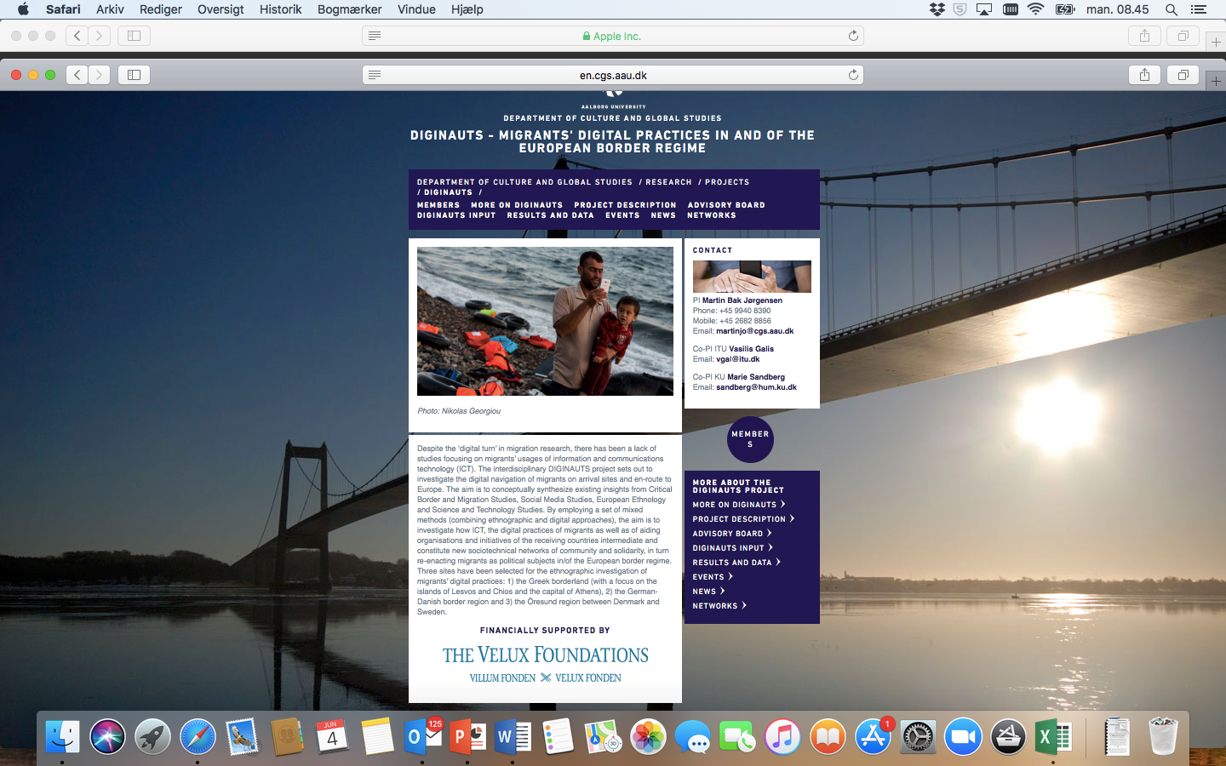 Safari Arkiv Rediger Oversigt Historik Bogmærker Vindue Hjælp man. 08.45
Apple Inc.
en.cgs.aau.dk
AALBORG UNIVERSITY
DEPARTMENT OF CULTURE AND GLOBAL STUDIES
DIGINAUTS - MIGRANTS' DIGITAL PRACTICES IN AND OF THE
EUROPEAN BORDER REGIME
DEPARTMENT OF CULTURE AND GLOBAL STUDIES / RESEARCH / PROJECTS
/ DIGINAUTS /
MEMBERS MORE ON DIGINAUTS PROJECT DESCRIPTION ADVISORY BOARD
DIGINAUTS INPUT RESULTS AND DATA EVENTS NEWS NETWORKS
Photo: Nikolas Georgiou
Despite the 'digital turn' in migration research, there has been a lack of
studies focusing on migrants' usages of information and communications
technology (ICT). The interdisciplinary DIGINAUTS project sets out to
investigate the digital navigation of migrants on arrival sites and en-route to
Europe. The aim is to conceptually synthesize existing insights from Critical
Border and Migration Studies, Social Media Studies, European Ethnology
and Science and Technology Studies. By employing a set of mixed
methods (combining ethnographic and digital approaches), the aim is to
investigate how ICT, the digital practices of migrants as well as of aiding
organisations and initiatives of the receiving countries intermediate and
constitute new sociotechnical networks of community and solidarity, in turn
re-enacting migrants as political subjects in/of the European border regime.
Three sites have been selected for the ethnographic investigation of
migrants' digital practices: 1) the Greek borderland (with a focus on the
islands of Lesvos and Chios and the capital of Athens), 2) the German-
Danish border region and 3) the Öresund region between Denmark and
Sweden.
FINANCIALLY SUPPORTED BY
THE VELUX FOUNDATIONS
VILLUM FONDEN VELUX FONDEN
CONTACT
PI Martin Bak Jørgensen
Phone: +45 9940 8390
Mobile: +45 2682 8856
Email: martinjo@cgs.aau.dk
Co-PI ITU Vasilis Galis
Email: vgal@itu.dk
Co-PI KU Marie Sandberg
Email: sandberg@hum.ku.dk
MEMBER
S
MORE ABOUT THE
DIGINAUTS PROJECT
MORE ON DIGINAUTS
PROJECT DESCRIPTION
ADVISORY BOARD
DIGINAUTS INPUT
RESULTS AND DATA
EVENTS
NEWS
NETWORKS
JUN
4
125
1